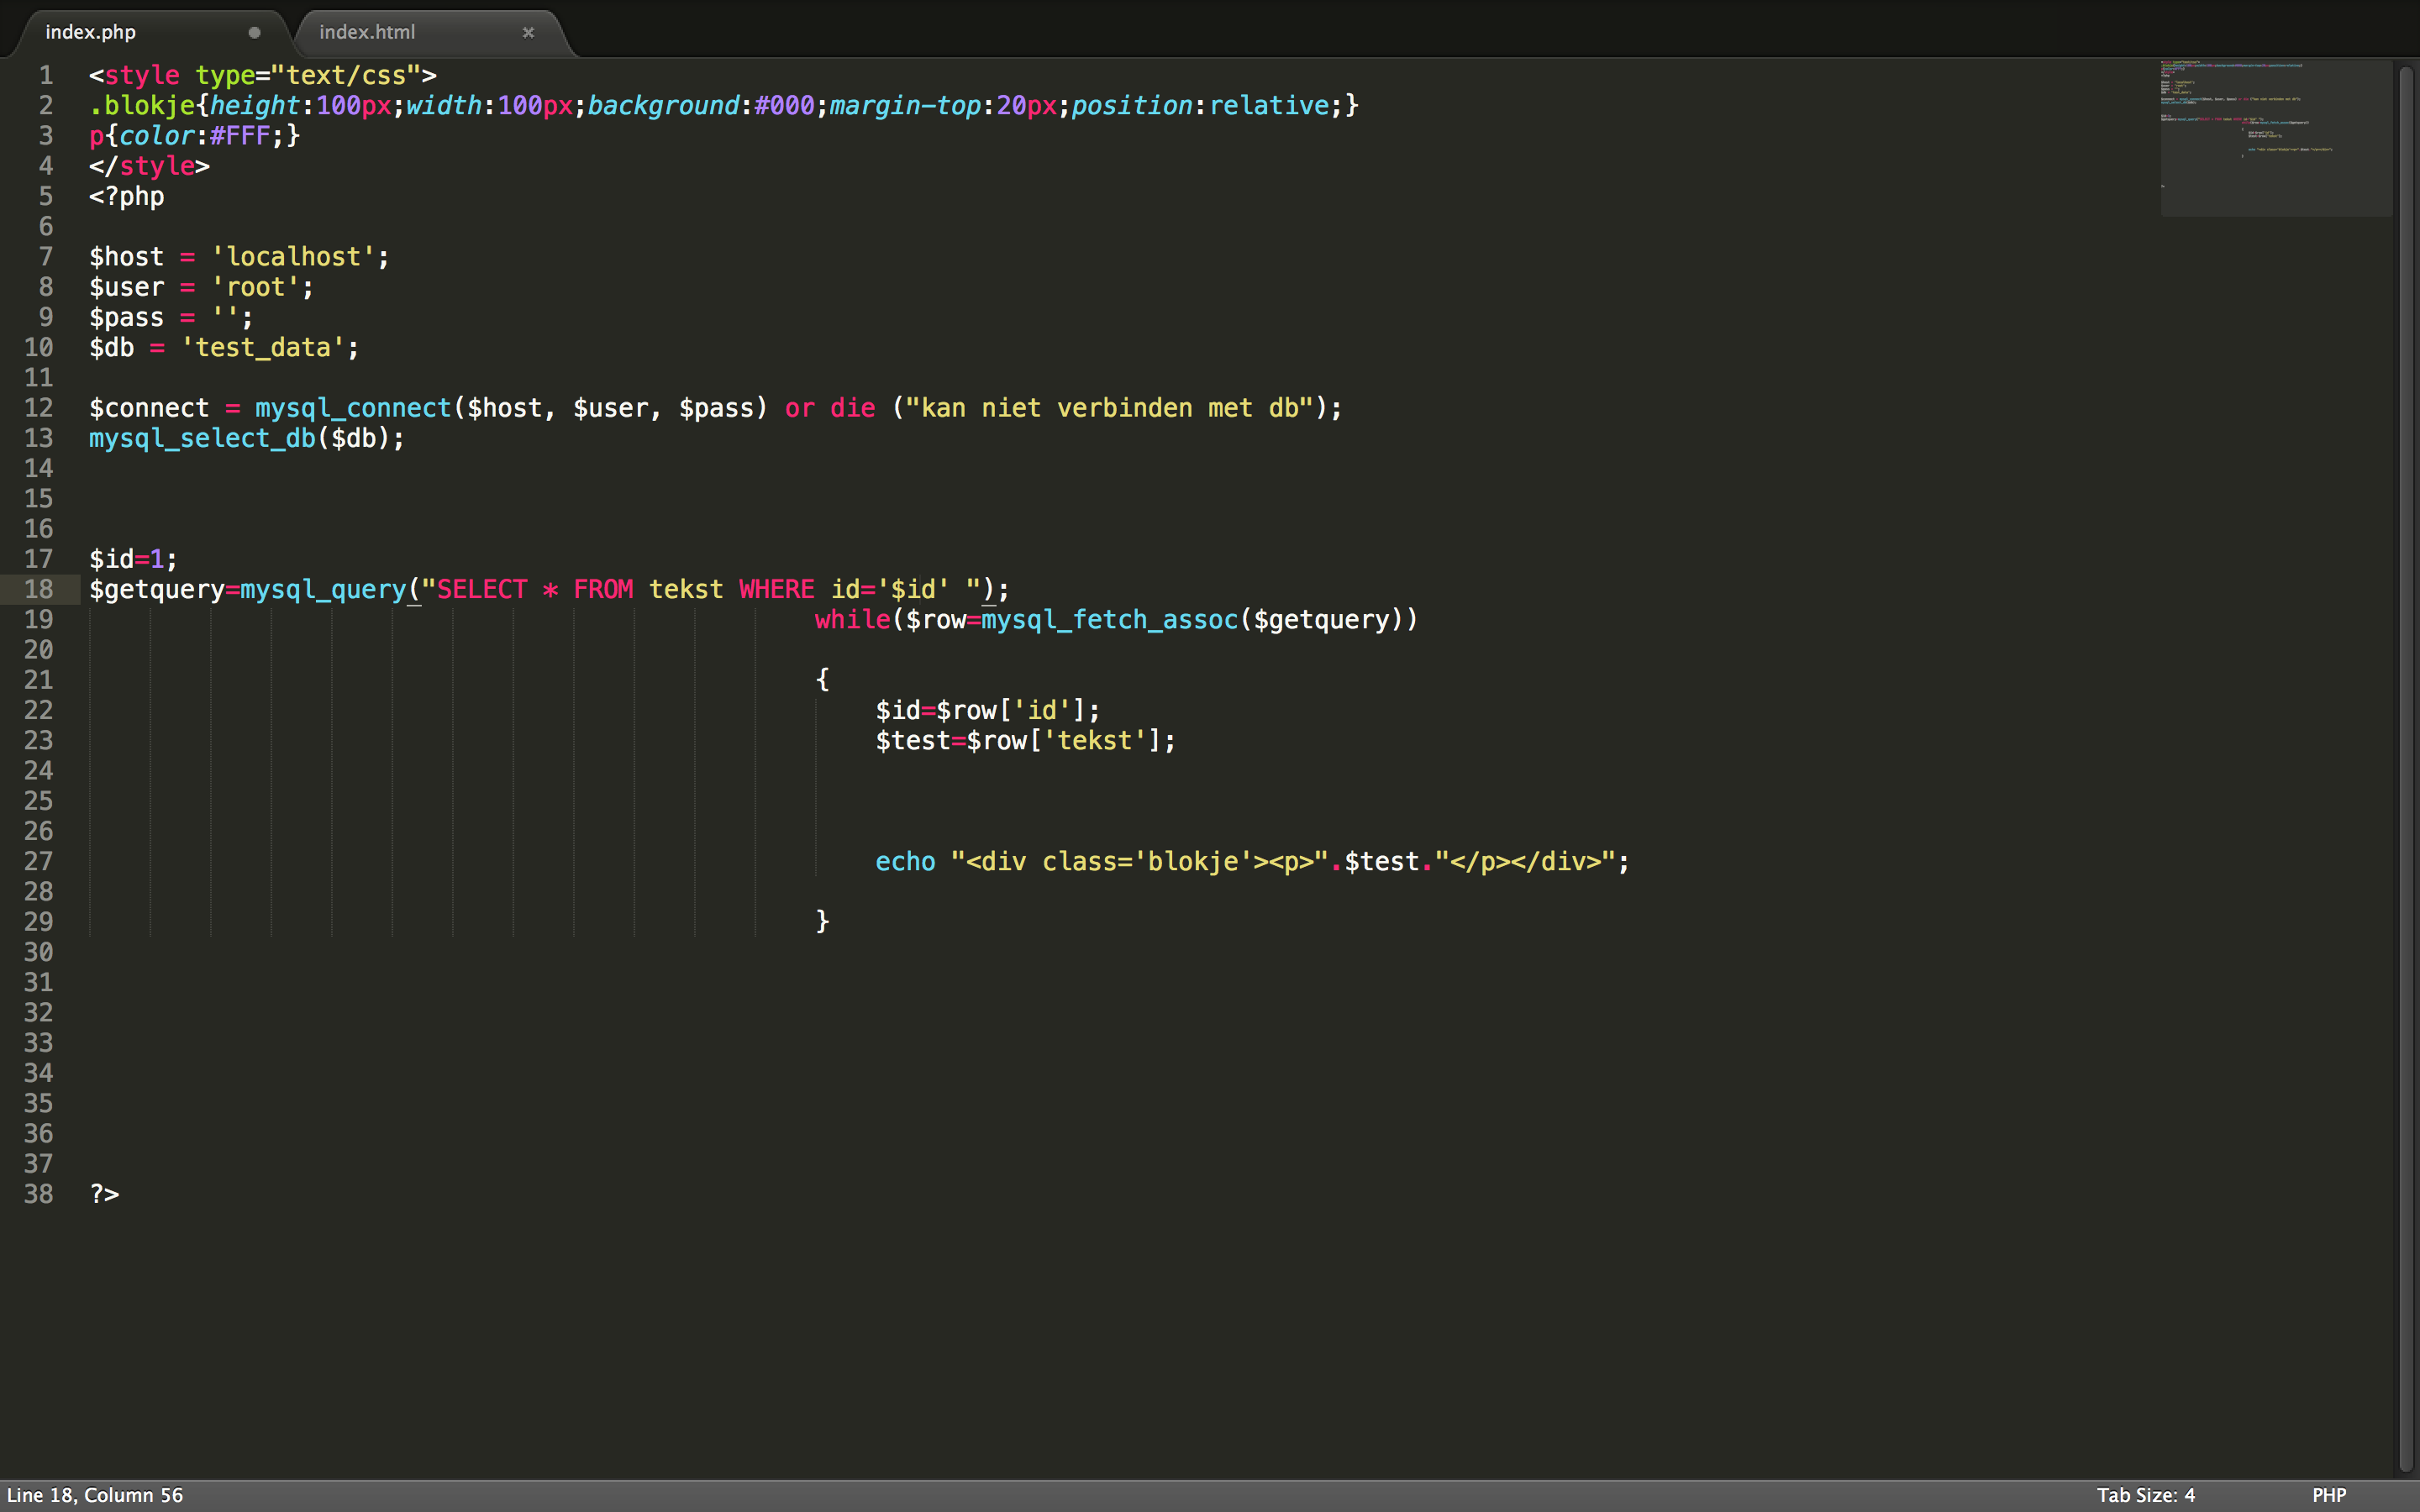 index.php
index.html
1 <style type="text/css">
2 .blokje{height:100px;width:100px;background:#000;margin-top:20px;position:relative;}
3 p{color:#FFF;}
4 </style>
5 <?php
6
7 $host = 'localhost';
8 $user = 'root';
9 $pass = '';
10 $db = 'test_data';
11
12 $connect = mysql_connect($host, $user, $pass) or die ("kan niet verbinden met db");
13 mysql_select_db($db);
14
15
16
17 $id=1;
18 $getquery=mysql_query("SELECT * FROM tekst WHERE id='$id' ");
19 while($row=mysql_fetch_assoc($getquery))
20
21 {
22 $id=$row['id'];
23 $test=$row['tekst'];
24
25
26
27 echo "<div class='blokje'><p>".$test."</p></div>";
28
29 }
30
31
32
33
34
35
36
37
38 ?>
Line 18, Column 56
Tab Size: 4
PHP